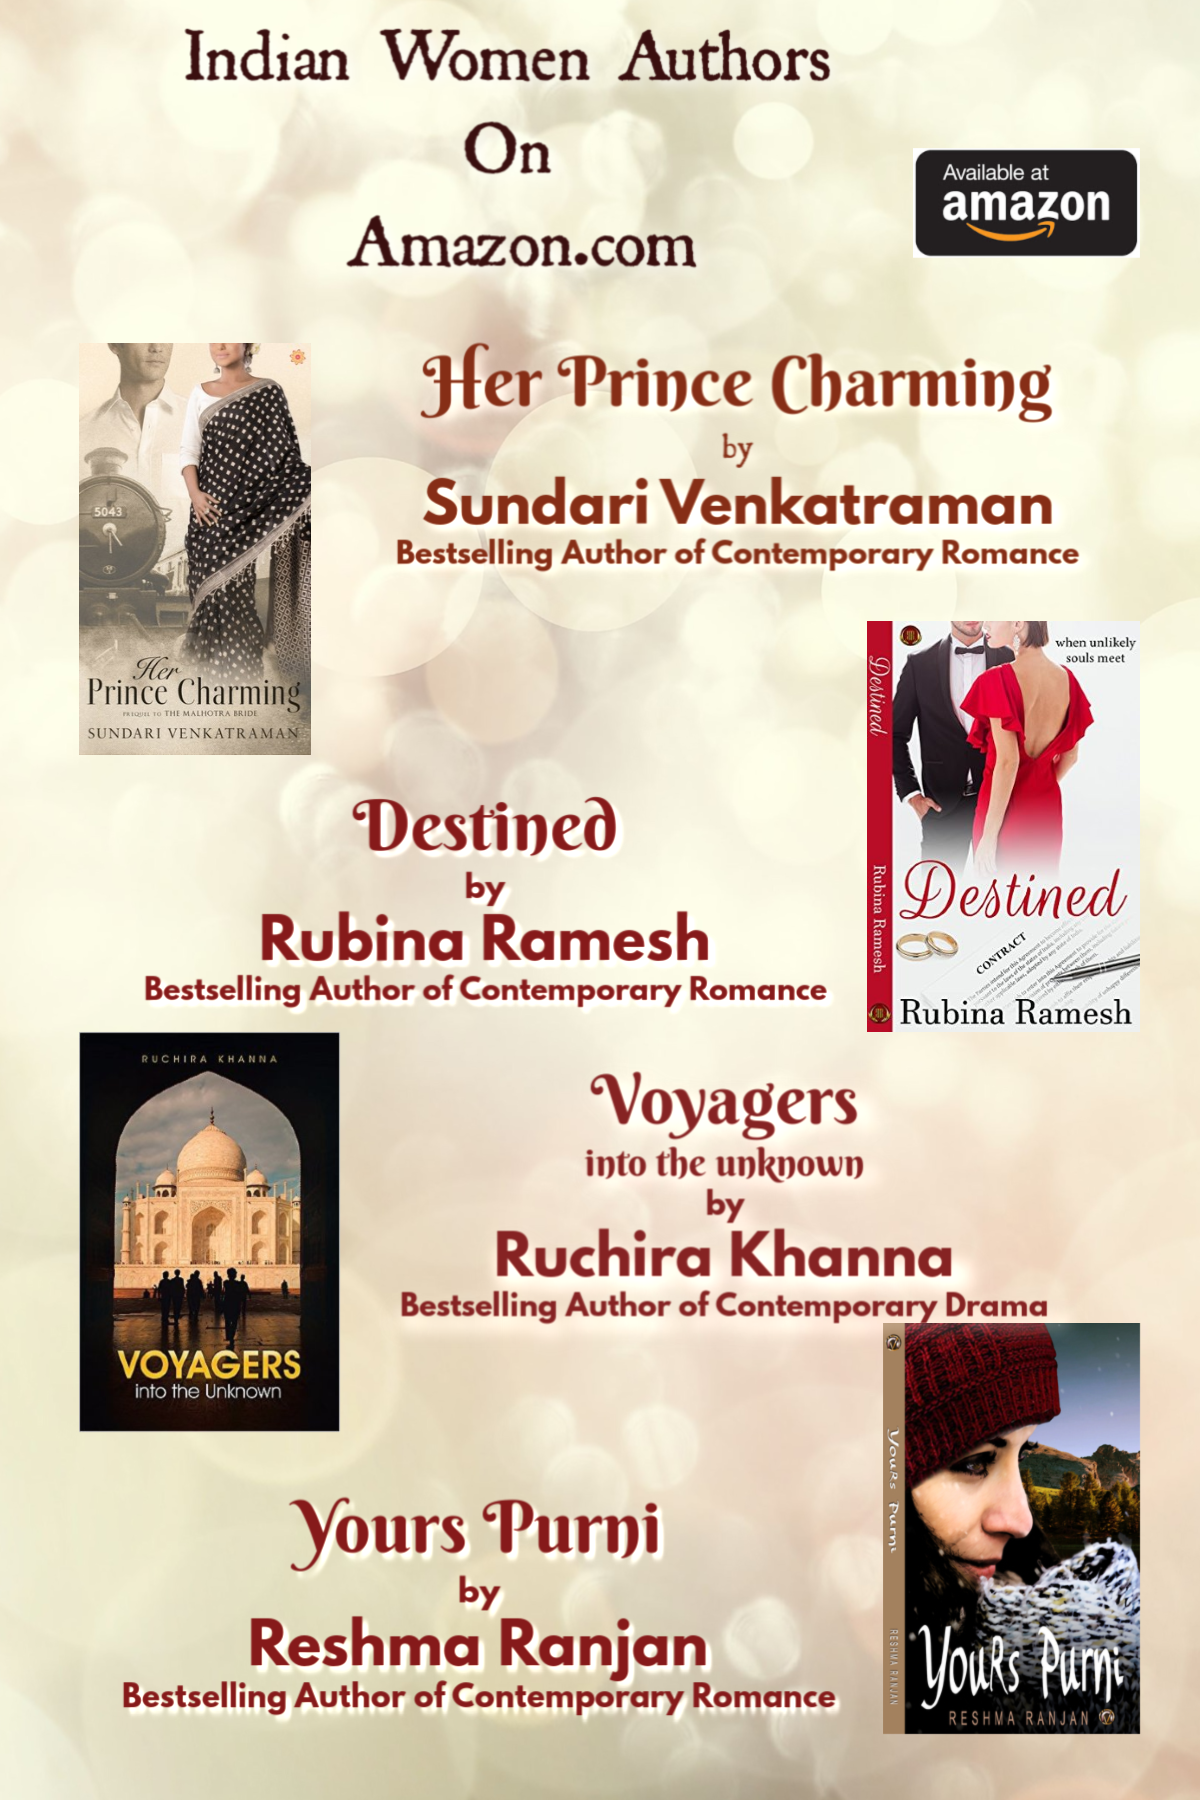 Indian Women Authors
On
Amazon.com
Available at
amazon
Her Prince Charming
by
Sundari Venkatraman
Bestselling Author of Contemporary Romance
5043
Her
Prince Charming
PREQUEL TO THE MALHOTRA BRIDE
SUNDARI VENKATRAMAN
when unlikely
souls meet
Destined
Rubina Ramesh
Destined
CONTRACT
Rubina Ramesh
Destined
by
Rubina Ramesh
Bestselling Author of Contemporary Romance
RUCHIRA KHANNA
VOYAGERS
into the Unknown
Voyagers
into the unknown
by
Ruchira Khanna
Bestselling Author of Contemporary Drama
Yours Purni
RESHMA RANJAN
Yours Purni
RESHMA RANJAN
Yours Purni
by
Reshma Ranjan
Bestselling Author of Contemporary Romance